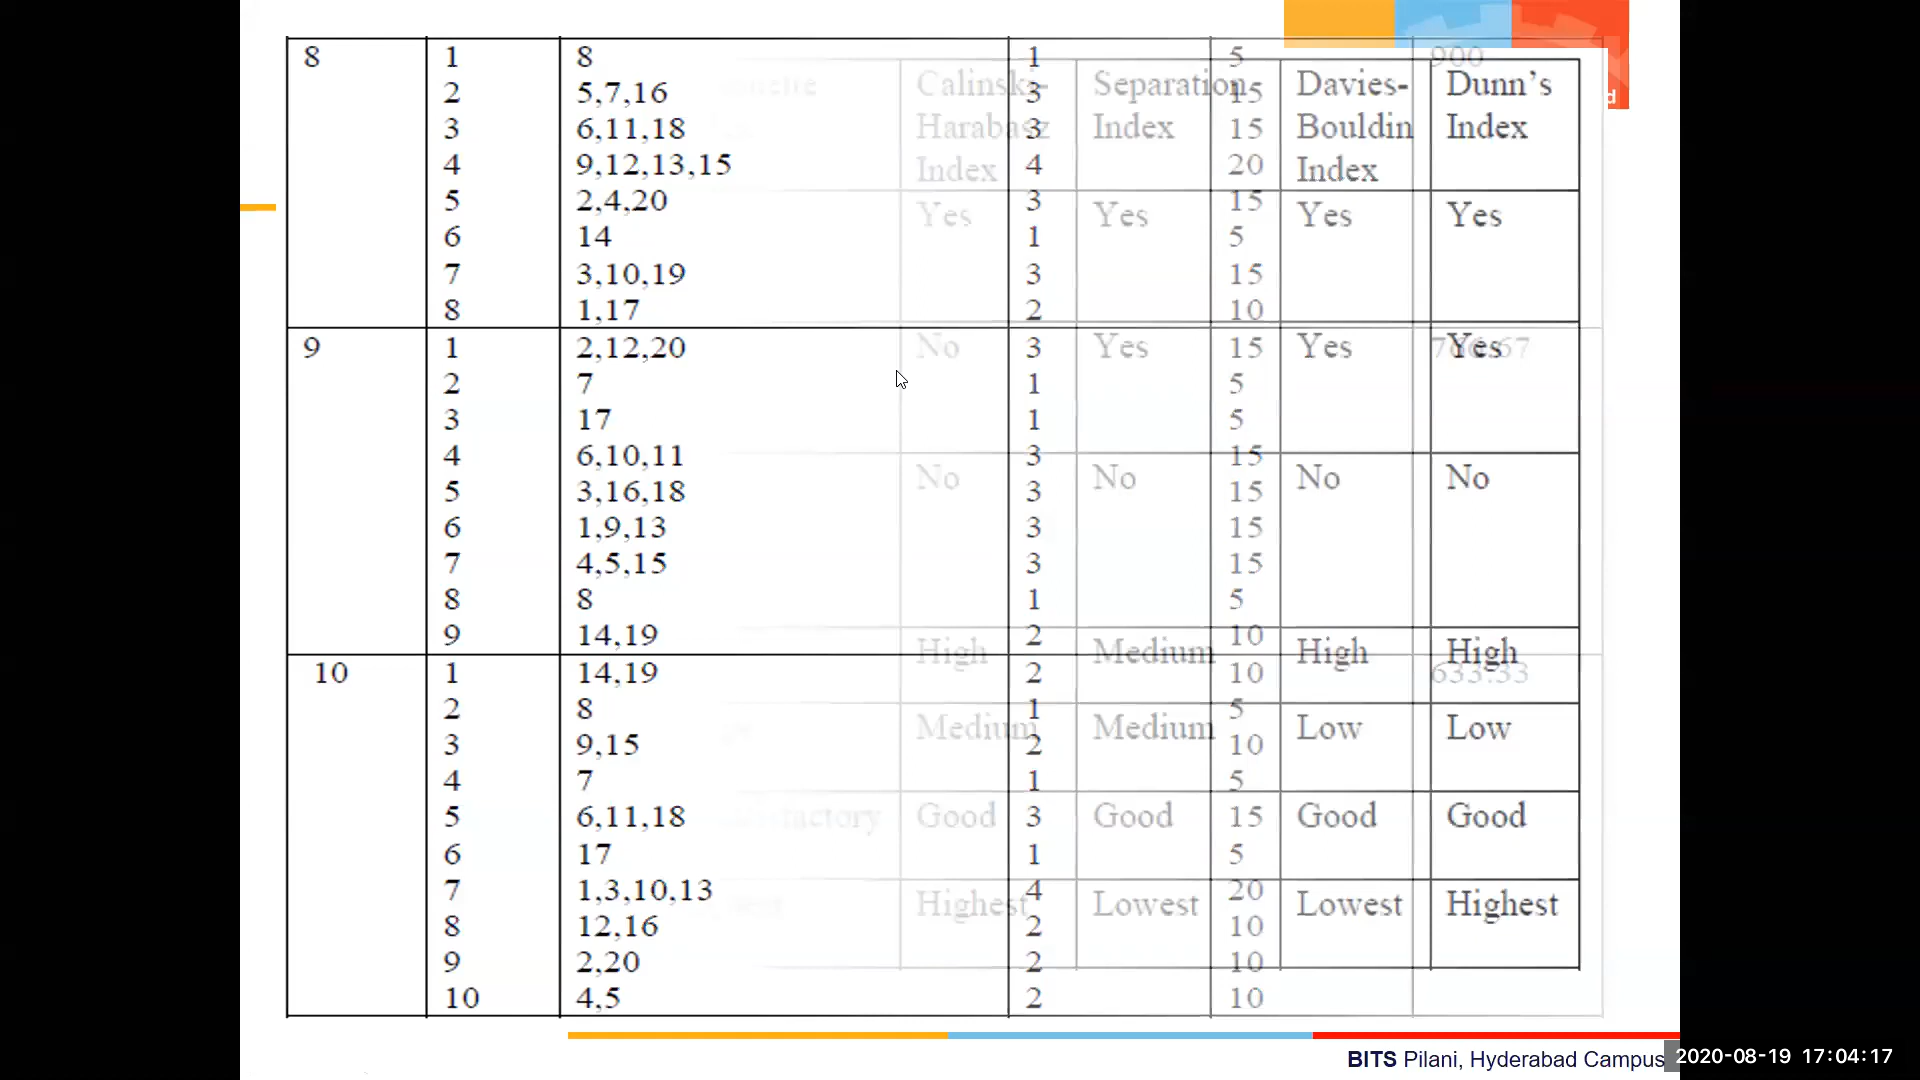 8 1 8 1 5 900
2 5,7,16 3 15
3 6,11,18 3 15
4 9,12,13,15 4 20
5 2,4,20 3 15
6 14 1 5
7 3,10,19 3 15
8 1,17 2 10
9 1 2,12,20 3 15
2 7 1 5
3 17 1 5
4 6,10,11 3 15
5 3,16,18 3 15
6 1,9,13 3 15
7 4,5,15 3 15
8 8 1 5
9 14,19 2 10
10 1 14,19 2 10 633.33
2 8 1 5
3 9,15 2 10
4 7 1 5
5 6,11,18 3 15
6 17 1 5
7 1,3,10,13 4 20
8 12,16 2 10
9 2,20 2 10
10 4,5 2 10
Calinski- Separation Davies- Dunn’s
Harabasz Index Bouldin Index
Index Index
Yes Yes Yes Yes
No Yes Yes Yes
No No No No
High Medium High High
Medium Medium Low Low
Good Good Good Good
Highest Lowest Lowest Highest
d
BITS Pilani, Hyderabad Campus
2020-08-19 17:04:17